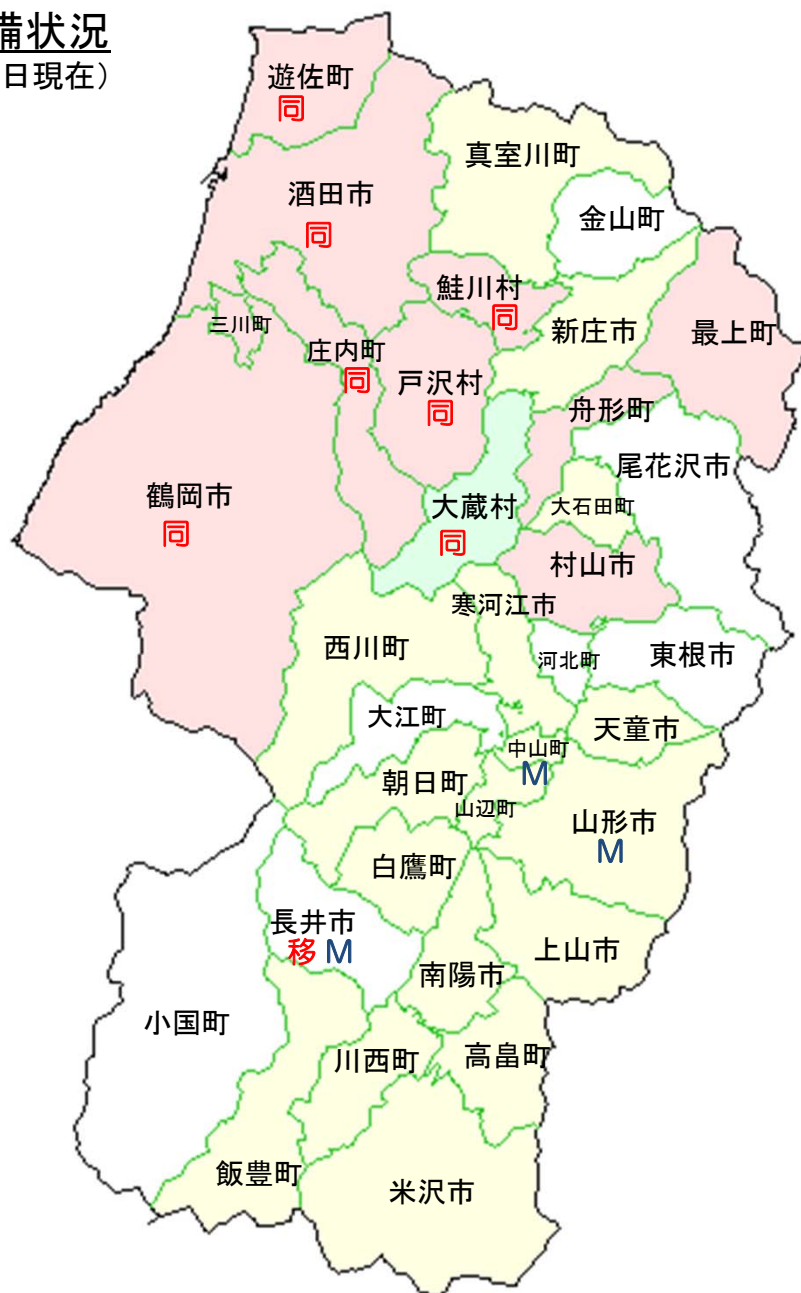 備状況
日現在）
遊佐町
同
真室川町
酒田市
同
金山町
鮭川村
同
三川町
新庄市
最上町
庄内町
同
戸沢村
同
舟形町
尾花沢市
鶴岡市
同
大蔵村
同
大石田町
村山市
寒河江市
西川町
河北町
東根市
大江町
天童市
中山町
M
朝日町
山辺町
山形市
M
白鷹町
長井市
移 M
上山市
南陽市
小国町
川西町
高畠町
飯豊町
米沢市